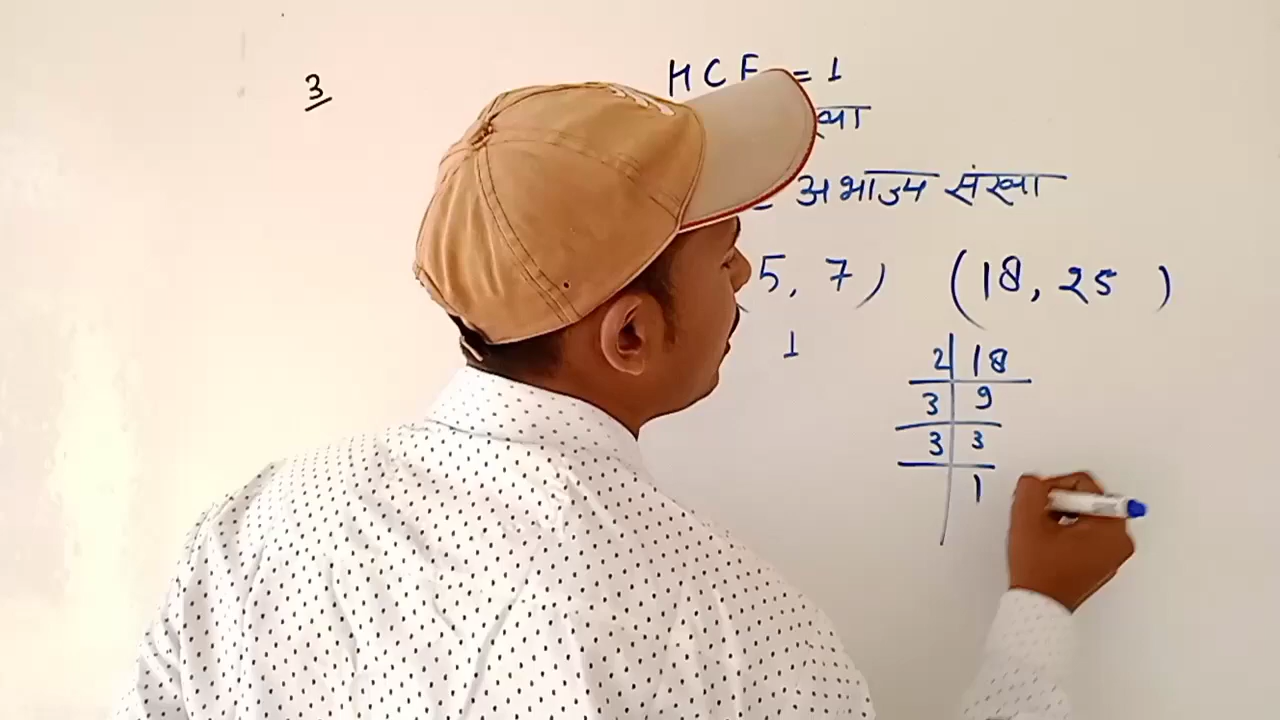 3
HCF = 1
= अभाज्य संख्या
5, 7) (18, 25 )
1
2 | 18
3 | 9
3 | 3
1